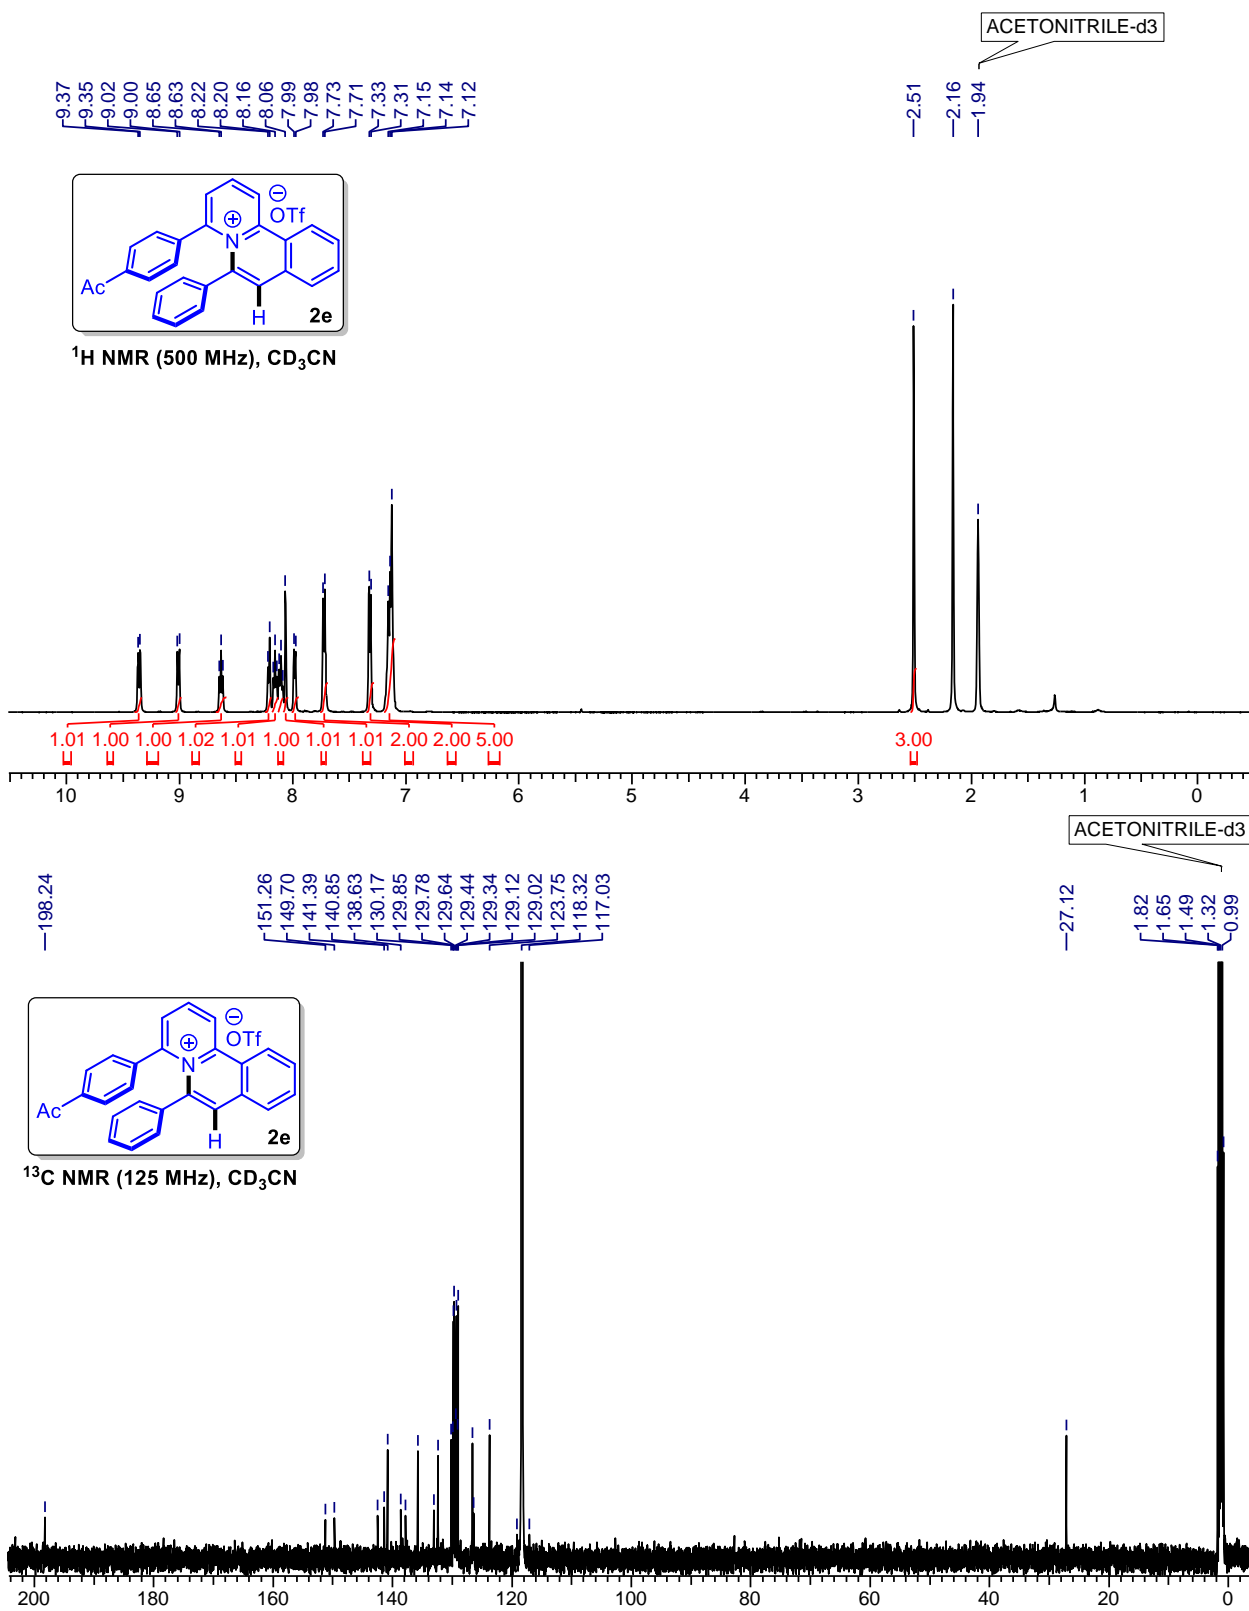 ACETONITRILE-d3
9.37
9.35
9.02
9.00
8.65
8.63
8.22
8.20
8.16
8.06
7.99
7.98
7.73
7.71
7.33
7.31
7.15
7.14
7.12
2.51
2.16
1.94
⊖
OTf
⊕
N
Ac
H
2e
¹H NMR (500 MHz), CD₃CN
1.01 1.00 1.00 1.02 1.01 1.00 1.01 1.01 2.00 2.00 5.00 3.00
10 9 8 7 6 5 4 3 2 1 0
ACETONITRILE-d3
198.24
151.26
149.70
141.39
140.85
138.63
130.17
129.85
129.78
129.64
129.44
129.34
129.12
129.02
123.75
118.32
117.03
27.12
1.82
1.65
1.49
1.32
0.99
⊖
OTf
⊕
N
Ac
H
2e
¹³C NMR (125 MHz), CD₃CN
200 180 160 140 120 100 80 60 40 20 0